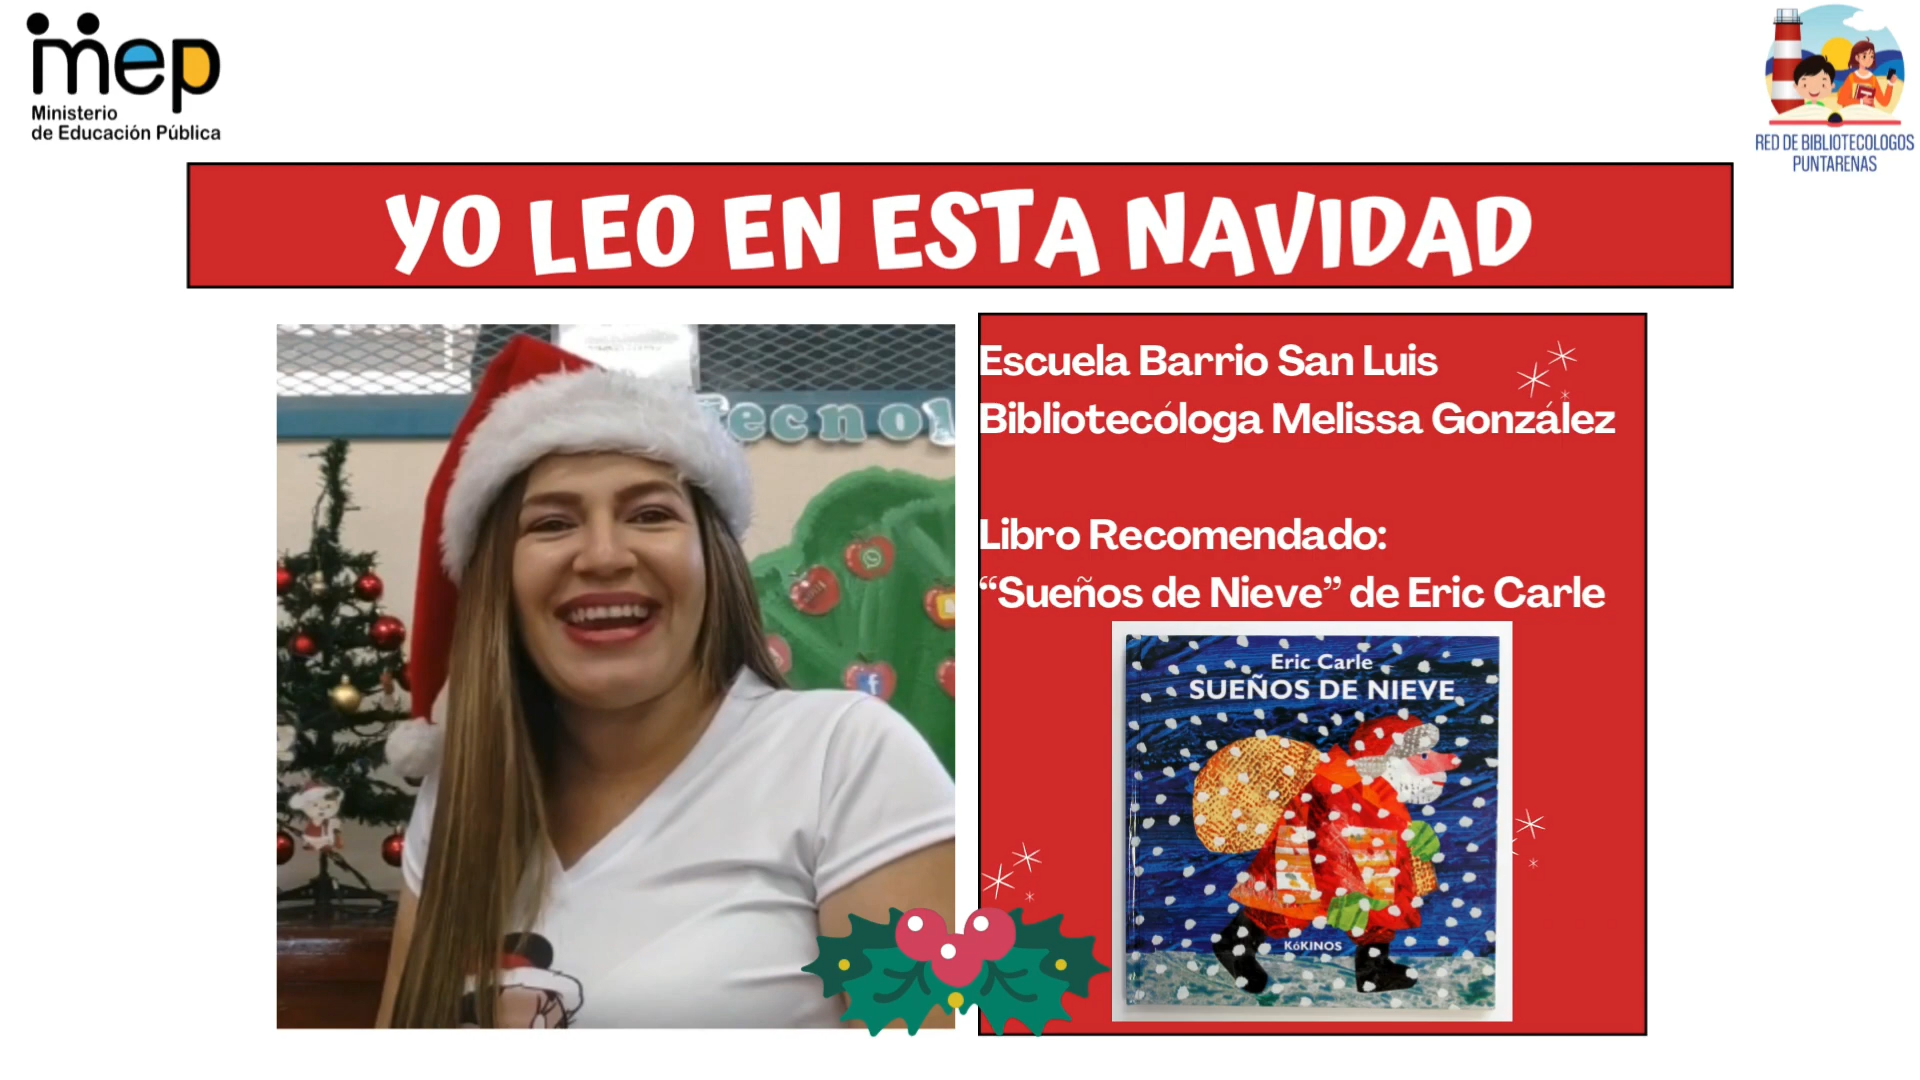 mep
Ministerio
de Educación Pública
RED DE BIBLIOTECOLOGOS
PUNTARENAS
YO LEO EN ESTA NAVIDAD
ecnol
Escuela Barrio San Luis
Bibliotecóloga Melissa González
Libro Recomendado:
“Sueños de Nieve” de Eric Carle
Eric Carle
SUEÑOS DE NIEVE
KóKINOS